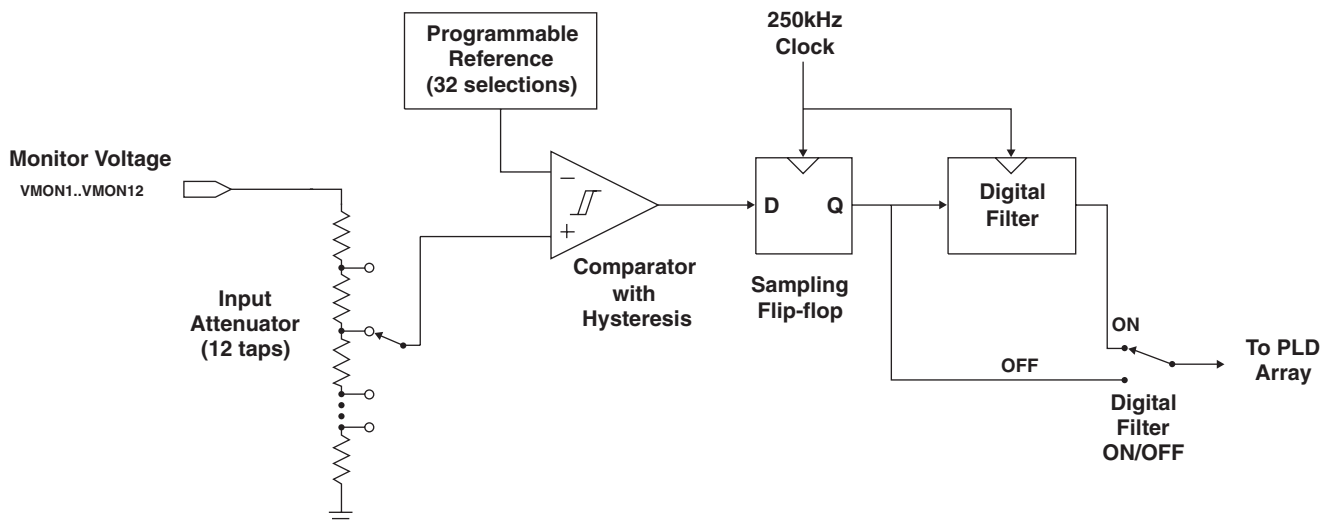 Programmable
Reference
(32 selections)
250kHz
Clock
Monitor Voltage
VMON1..VMON12
Input
Attenuator
(12 taps)
−
+
Comparator
with
Hysteresis
D Q
Sampling
Flip-flop
Digital
Filter
ON
OFF
To PLD
Array
Digital
Filter
ON/OFF